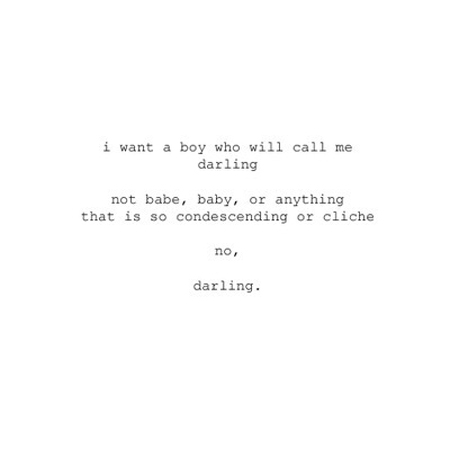 i want a boy who will call me
darling
not babe, baby, or anything
that is so condescending or cliche
no,
darling.